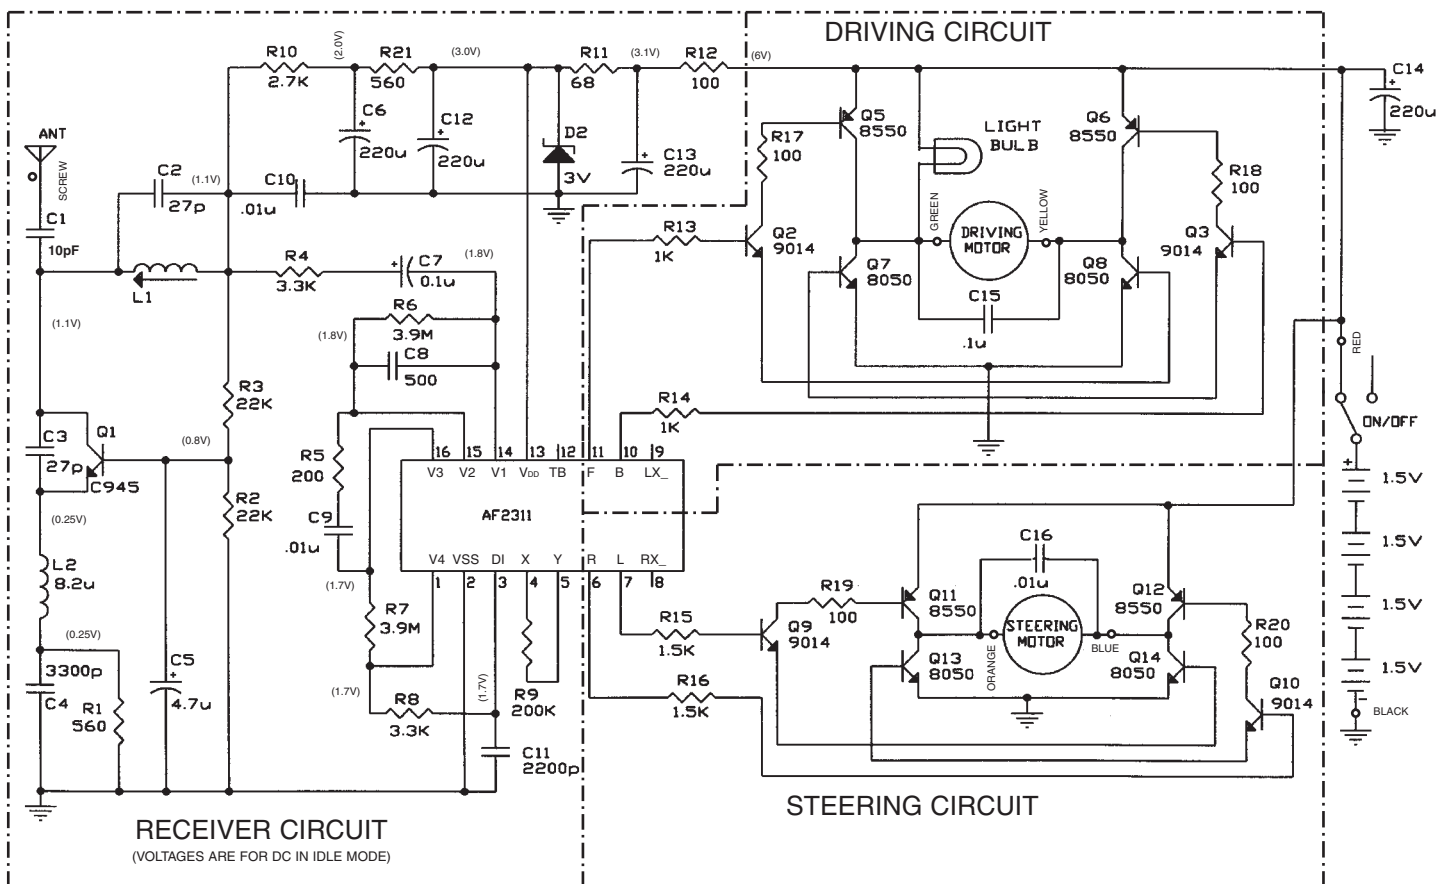 DRIVING CIRCUIT
R10
2.7K
(2.0V)
R21
560
(3.0V)
R11
68
(3.1V)
R12
100
(6V)
C14
+
220u
ANT
SCREW
C6
+
220u
C12
+
220u
D2
3V
C13
+
220u
Q5
8550
LIGHT
BULB
Q6
8550
R17
100
R18
100
C2
27p
(1.1V)
C10
.01u
C1
10pF
L1
R4
3.3K
+
C7
0.1u
(1.8V)
R13
1K
Q2
9014
GREEN
DRIVING
MOTOR
YELLOW
Q3
9014
Q7
8050
Q8
8050
C15
.1u
(1.1V)
R6
3.9M
(1.8V)
C8
500
RED
R3
22K
R14
1K
ON/OFF
C3
27p
Q1
C945
(0.8V)
R5
200
16
15
14
13
12
11
10
9
V3
V2
V1
VDD
TB
F
B
LX_
AF2311
V4
VSS
DI
X
Y
R
L
RX_
1
2
3
4
5
6
7
8
+
1.5V
1.5V
1.5V
1.5V
-
BLACK
(0.25V)
R2
22K
C9
.01u
(1.7V)
L2
8.2u
(0.25V)
3300p
C4
R1
560
C5
+
4.7u
R7
3.9M
(1.7V)
R8
3.3K
(1.7V)
R9
200K
C11
2200p
R15
1.5K
R16
1.5K
Q9
9014
R19
100
Q11
8550
C16
.01u
Q12
8550
R20
100
STEERING
MOTOR
ORANGE
BLUE
Q13
8050
Q14
8050
Q10
9014
RECEIVER CIRCUIT
(VOLTAGES ARE FOR DC IN IDLE MODE)
STEERING CIRCUIT